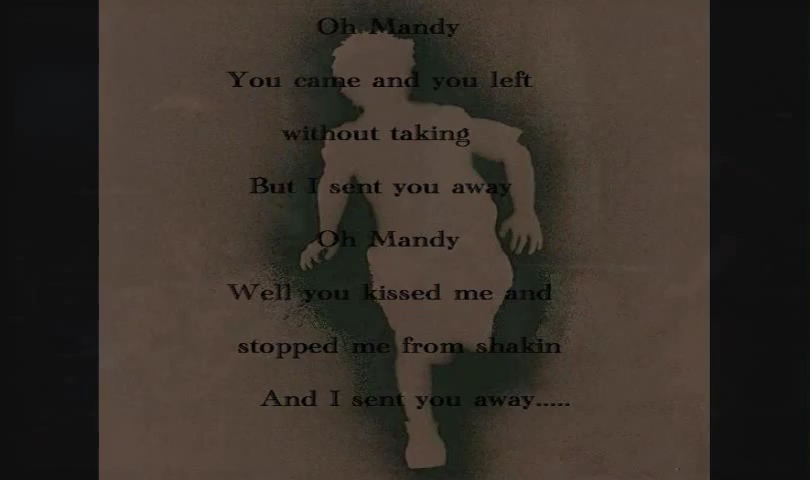 Oh Mandy
You came and you left
without taking
But I sent you away
Oh Mandy
Well you kissed me and
stopped me from shakin
And I sent you away.....